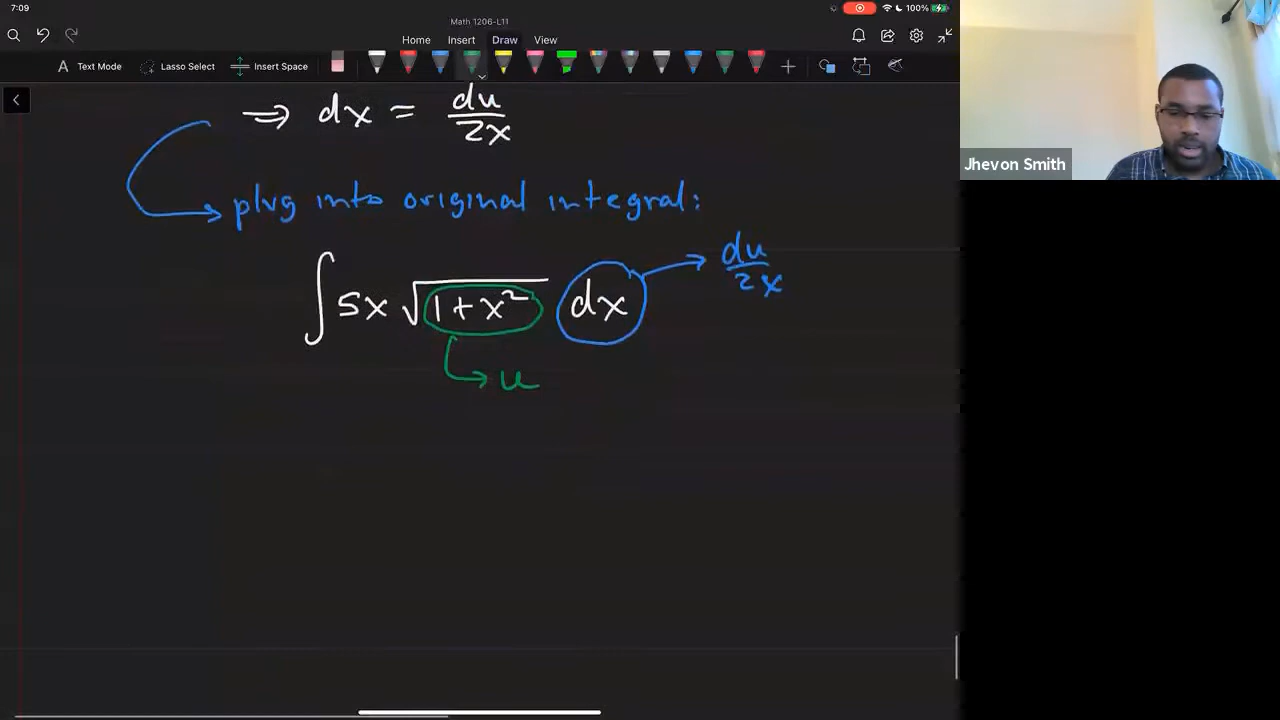 7:09
100%
Math 1206-L11
Home Insert Draw View
Text Mode Lasso Select Insert Space
⇒ dx = du/2x
Jhevon Smith
plug into original integral:
∫ 5x √(1 + x²) dx → du/2x
→ u